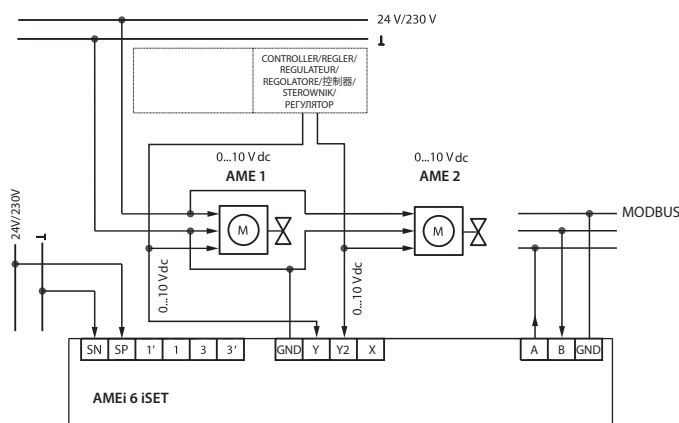 24 V/230 V
⊥
CONTROLLER/REGLER/
REGULATEUR/
REGOLATORE/控制器/
STEROWNIK/
РЕГУЛЯТОР
0...10 V dc
AME 1
0...10 V dc
AME 2
M
M
MODBUS
24V/230V
⊥
0...10 V dc
0...10 V dc
SN SP 1' 1 3 3' GND Y Y2 X A B GND
AMEi 6 iSET